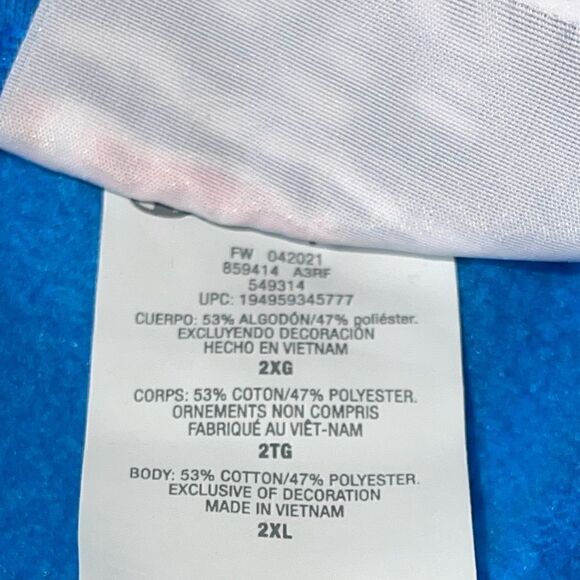 FW 042021
859414 A3RF
549314
UPC: 194959345777
CUERPO: 53% ALGODÓN/47% poliéster.
EXCLUYENDO DECORACIÓN
HECHO EN VIETNAM
2XG
CORPS: 53% COTON/47% POLYESTER.
ORNEMENTS NON COMPRIS
FABRIQUÉ AU VIÊT-NAM
2TG
BODY: 53% COTTON/47% POLYESTER.
EXCLUSIVE OF DECORATION
MADE IN VIETNAM
2XL